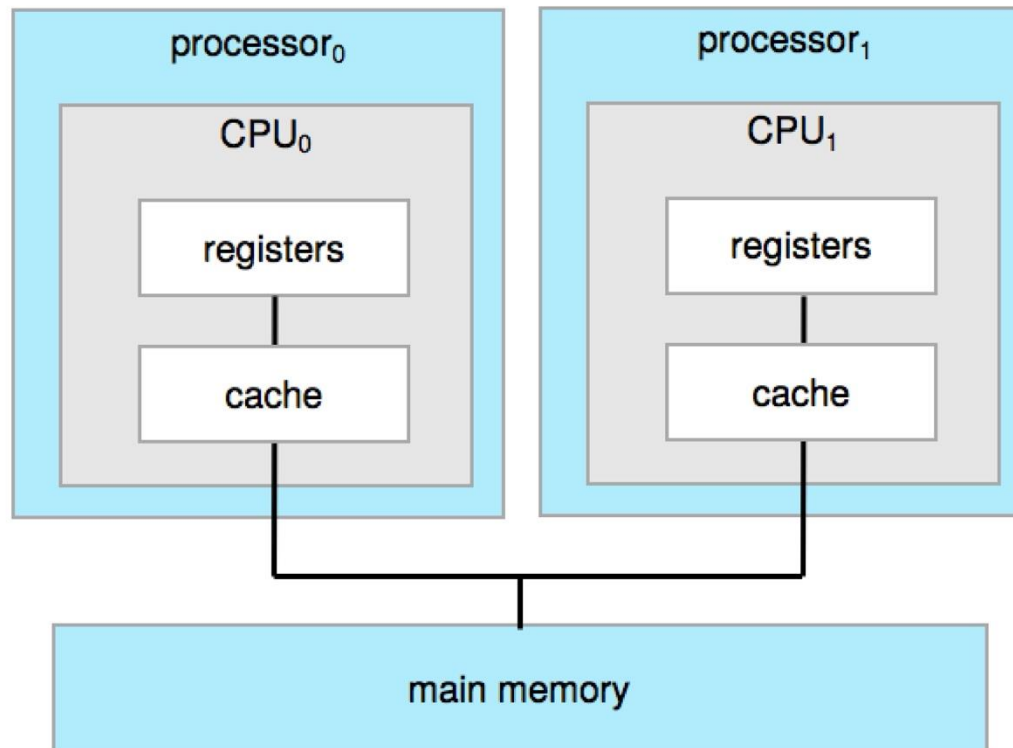 processor₀
processor₁
CPU₀
CPU₁
registers
registers
cache
cache
main memory